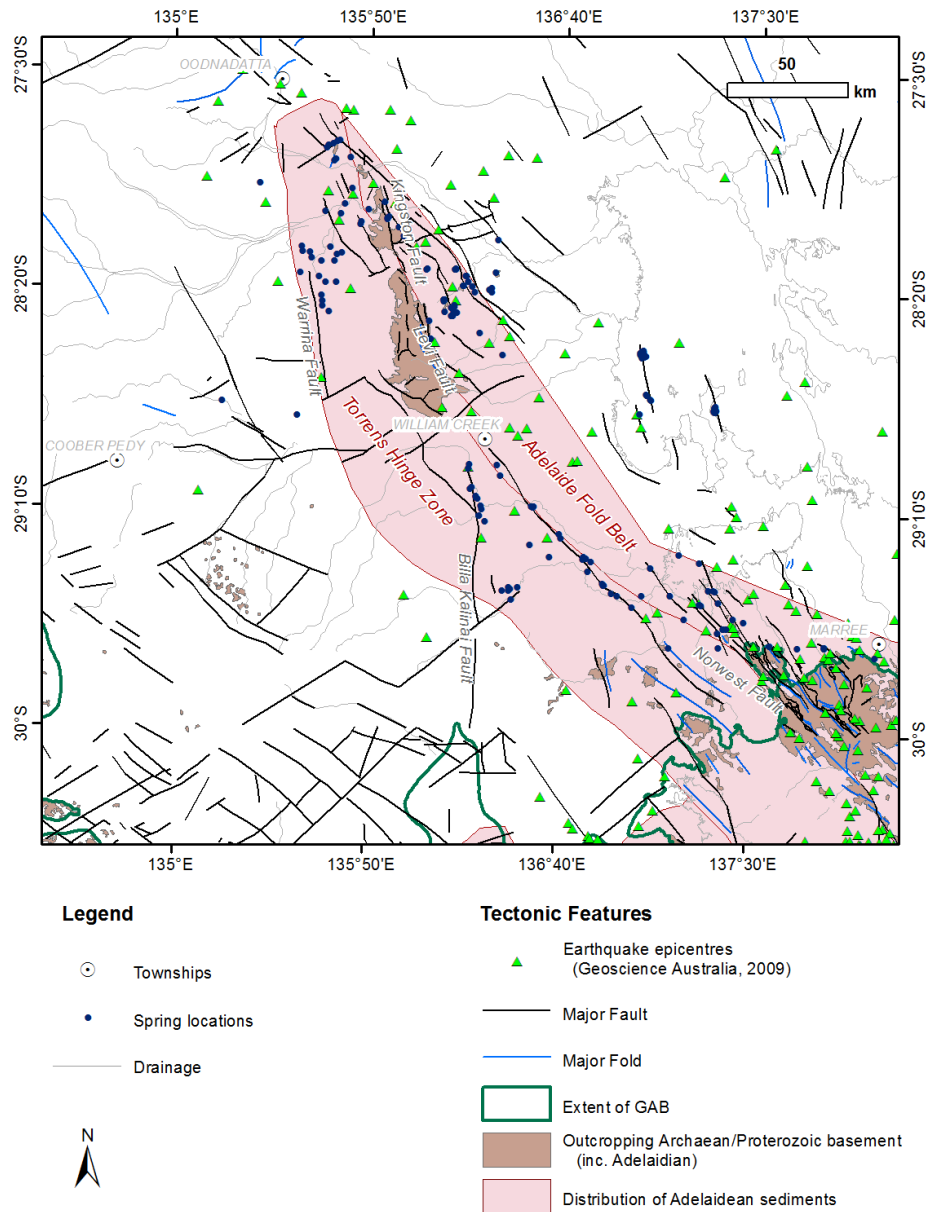 135°E 135°50'E 136°40'E 137°30'E
27°30'S
27°30'S
OODNADATTA
50
km
Kingston Fault
28°20'S
28°20'S
Warrina Fault
Levi Fault
WILLIAM CREEK
COOBER PEDY
Torrens Hinge Zone
Adelaide Fold Belt
29°10'S
29°10'S
Billa Kalina Fault
MARREE
Norwest Fault
30°S
30°S
135°E 135°50'E 136°40'E 137°30'E
Legend
Townships
Spring locations
Drainage
N
Tectonic Features
Earthquake epicentres
(Geoscience Australia, 2009)
Major Fault
Major Fold
Extent of GAB
Outcropping Archaean/Proterozoic basement
(inc. Adelaidian)
Distribution of Adelaidean sediments